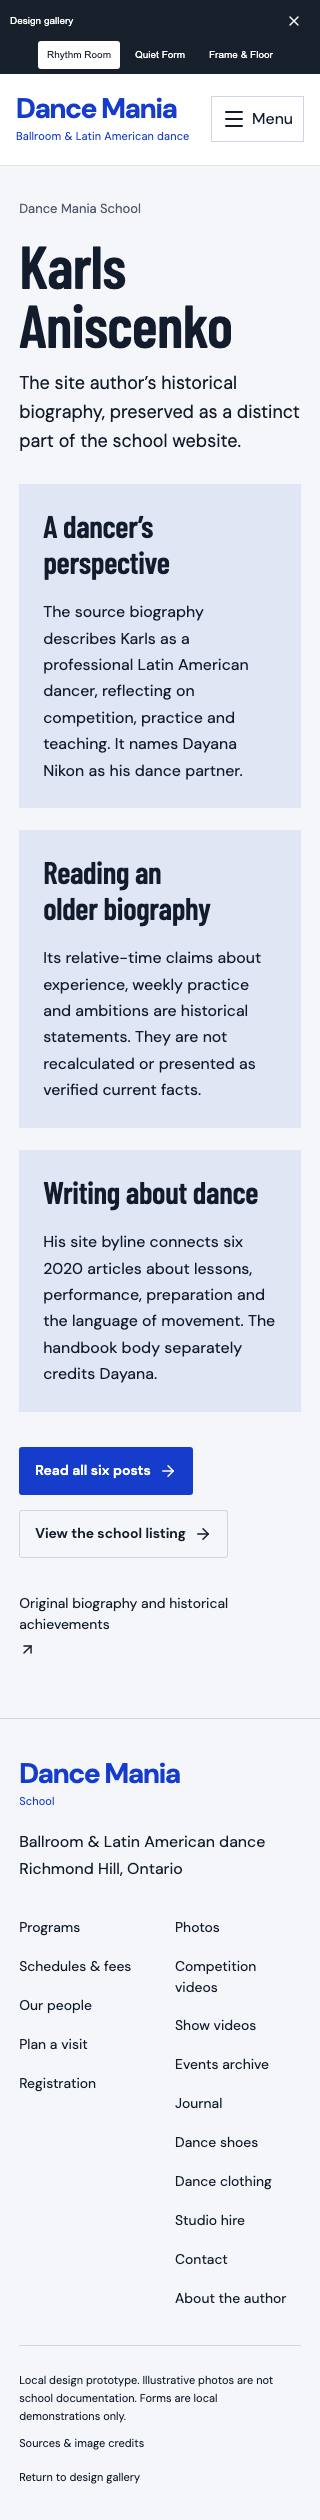 Design gallery
Rhythm Room
Quiet Form
Frame & Floor
Dance Mania
Ballroom & Latin American dance
Menu
Dance Mania School
Karls
Aniscenko
The site author's historical
biography, preserved as a distinct
part of the school website.
A dancer's
perspective
The source biography
describes Karls as a
professional Latin American
dancer, reflecting on
competition, practice and
teaching. It names Dayana
Nikon as his dance partner.
Reading an
older biography
Its relative-time claims about
experience, weekly practice
and ambitions are historical
statements. They are not
recalculated or presented as
verified current facts.
Writing about dance
His site byline connects six
2020 articles about lessons,
performance, preparation and
the language of movement. The
handbook body separately
credits Dayana.
Read all six posts
View the school listing
Original biography and historical
achievements
Dance Mania
School
Ballroom & Latin American dance
Richmond Hill, Ontario
Programs
Schedules & fees
Our people
Plan a visit
Registration
Photos
Competition
videos
Show videos
Events archive
Journal
Dance shoes
Dance clothing
Studio hire
Contact
About the author
Local design prototype. Illustrative photos are not
school documentation. Forms are local
demonstrations only.
Sources & image credits
Return to design gallery